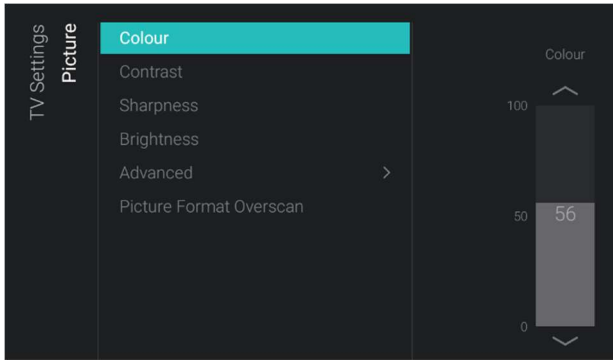 TV Settings
Picture
Colour
Contrast
Sharpness
Brightness
Advanced
Picture Format Overscan
Colour
100
50
56
0